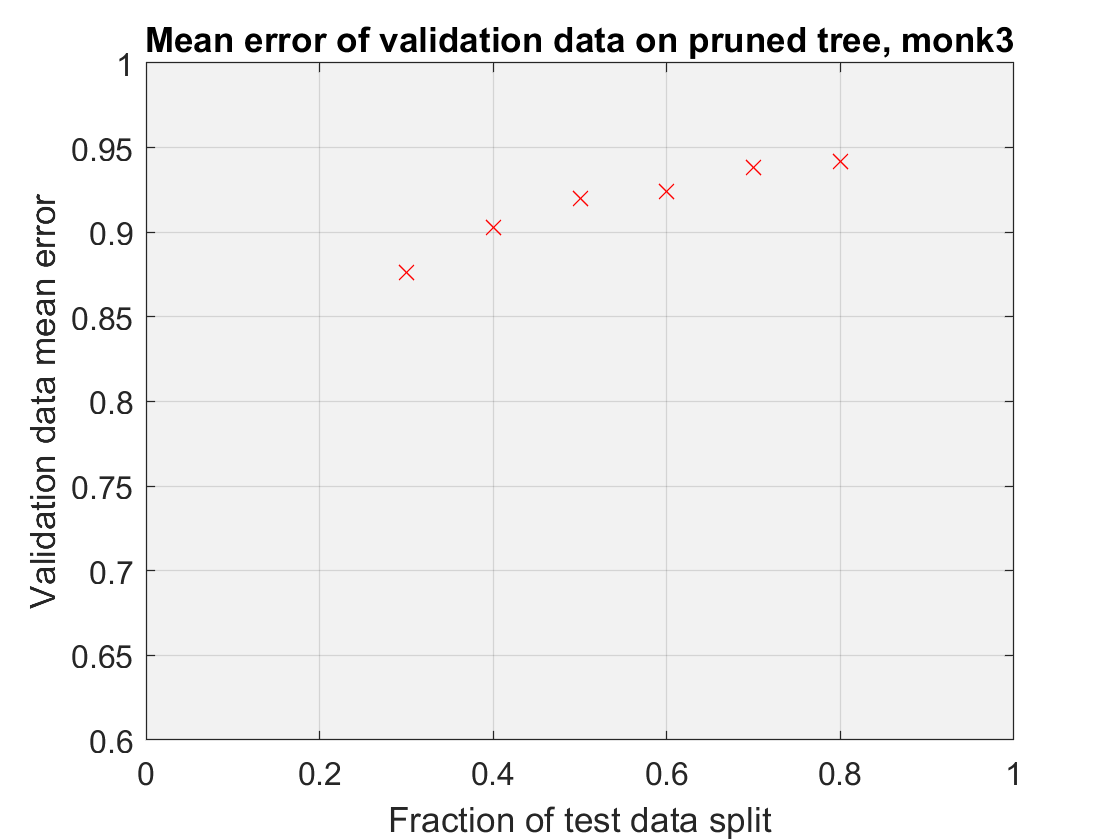 Mean error of validation data on pruned tree, monk3
1
0.95
0.9
0.85
0.8
0.75
0.7
0.65
0.6
Validation data mean error
0 0.2 0.4 0.6 0.8 1
Fraction of test data split